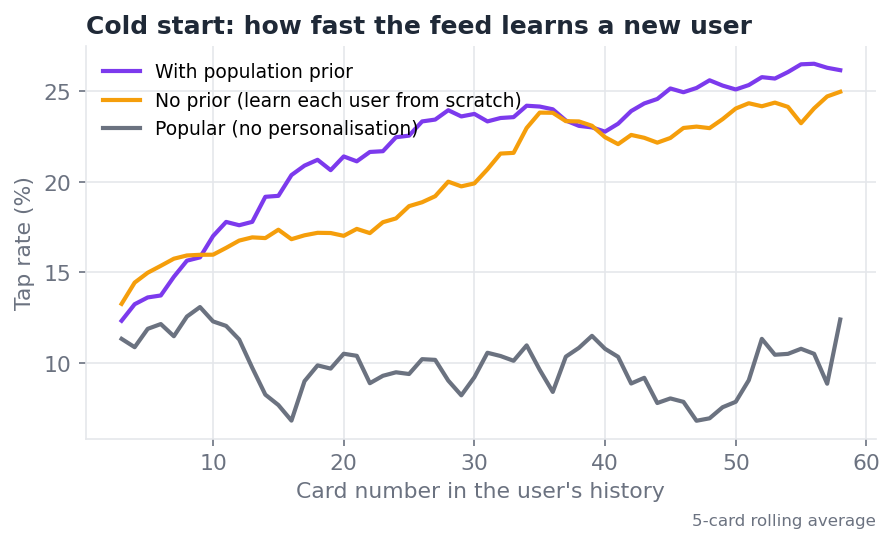 Cold start: how fast the feed learns a new user
With population prior
No prior (learn each user from scratch)
Popular (no personalisation)
Tap rate (%)
25
20
15
10
10 20 30 40 50 60
Card number in the user's history
5-card rolling average